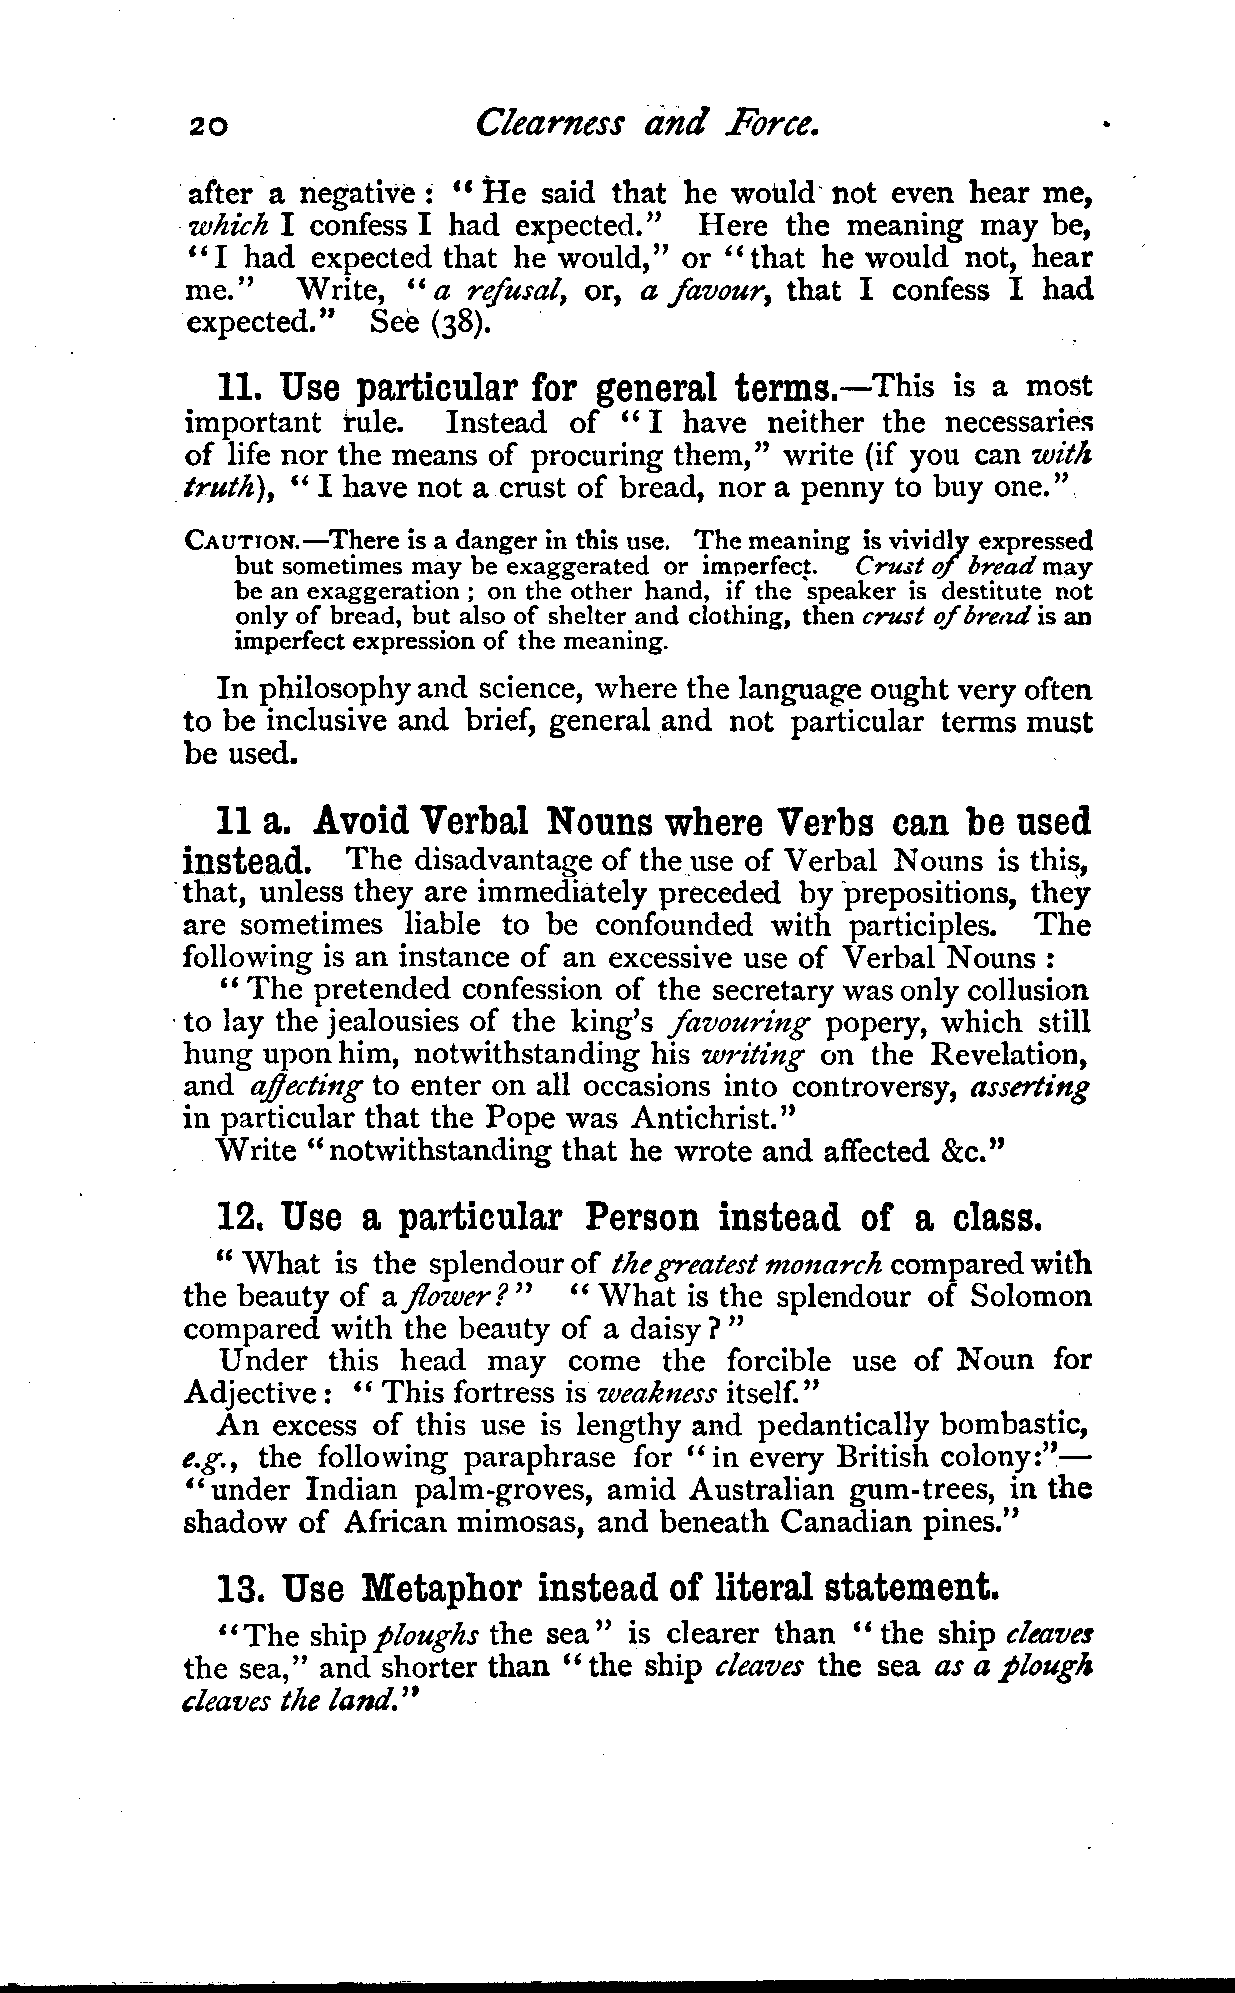 20 Clearness and Force.
after a negative : “ He said that he would not even hear me,
which I confess I had expected.” Here the meaning may be,
“I had expected that he would,” or “that he would not, hear
me.” Write, “a refusal, or, a favour, that I confess I had
expected.” See (38).
11. Use particular for general terms.—This is a most
important rule. Instead of “I have neither the necessaries
of life nor the means of procuring them,” write (if you can with
truth), “I have not a crust of bread, nor a penny to buy one.”
CAUTION.—There is a danger in this use. The meaning is vividly expressed
but sometimes may be exaggerated or imperfect. Crust of bread may
be an exaggeration ; on the other hand, if the speaker is destitute not
only of bread, but also of shelter and clothing, then crust of bread is an
imperfect expression of the meaning.
In philosophy and science, where the language ought very often
to be inclusive and brief, general and not particular terms must
be used.
11 a. Avoid Verbal Nouns where Verbs can be used
instead. The disadvantage of the use of Verbal Nouns is this,
that, unless they are immediately preceded by prepositions, they
are sometimes liable to be confounded with participles. The
following is an instance of an excessive use of Verbal Nouns :
“ The pretended confession of the secretary was only collusion
to lay the jealousies of the king’s favouring popery, which still
hung upon him, notwithstanding his writing on the Revelation,
and affecting to enter on all occasions into controversy, asserting
in particular that the Pope was Antichrist.”
Write “notwithstanding that he wrote and affected &c.”
12. Use a particular Person instead of a class.
“ What is the splendour of the greatest monarch compared with
the beauty of a flower?” “ What is the splendour of Solomon
compared with the beauty of a daisy?”
Under this head may come the forcible use of Noun for
Adjective : “ This fortress is weakness itself.”
An excess of this use is lengthy and pedantically bombastic,
e.g., the following paraphrase for “in every British colony:”—
“under Indian palm-groves, amid Australian gum-trees, in the
shadow of African mimosas, and beneath Canadian pines.”
13. Use Metaphor instead of literal statement.
“The ship ploughs the sea” is clearer than “the ship cleaves
the sea,” and shorter than “the ship cleaves the sea as a plough
cleaves the land.”